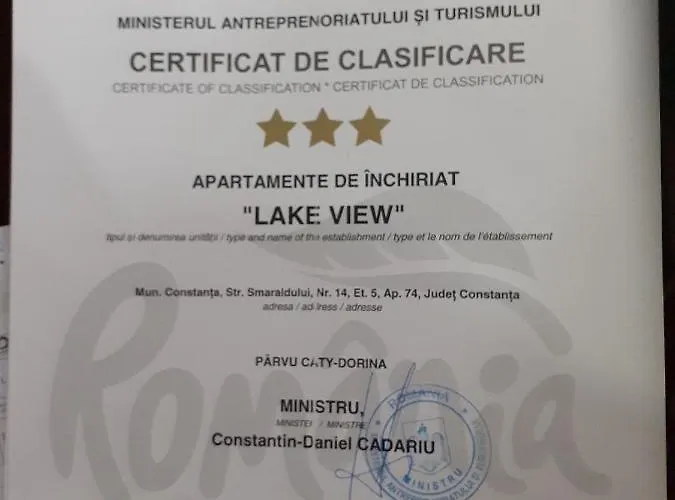 MINISTERUL ANTREPRENORIATULUI ȘI TURISMULUI
CERTIFICAT DE CLASIFICARE
CERTIFICATE OF CLASSIFICATION * CERTIFICAT DE CLASSIFICATION
APARTAMENTE DE ÎNCHIRIAT
"LAKE VIEW"
tipul și denumirea unității / type and name of the establishment / type et le nom de l'établissement
Mun. Constanța, Str. Smaraldului, Nr. 14, Et. 5, Ap. 74, Județ Constanța
adresa / address / adresse
România
PÂRVU CATY-DORINA
MINISTRU,
MINISTER / MINISTRE
Constantin-Daniel CADARIU
ROMANIA
MINISTRU